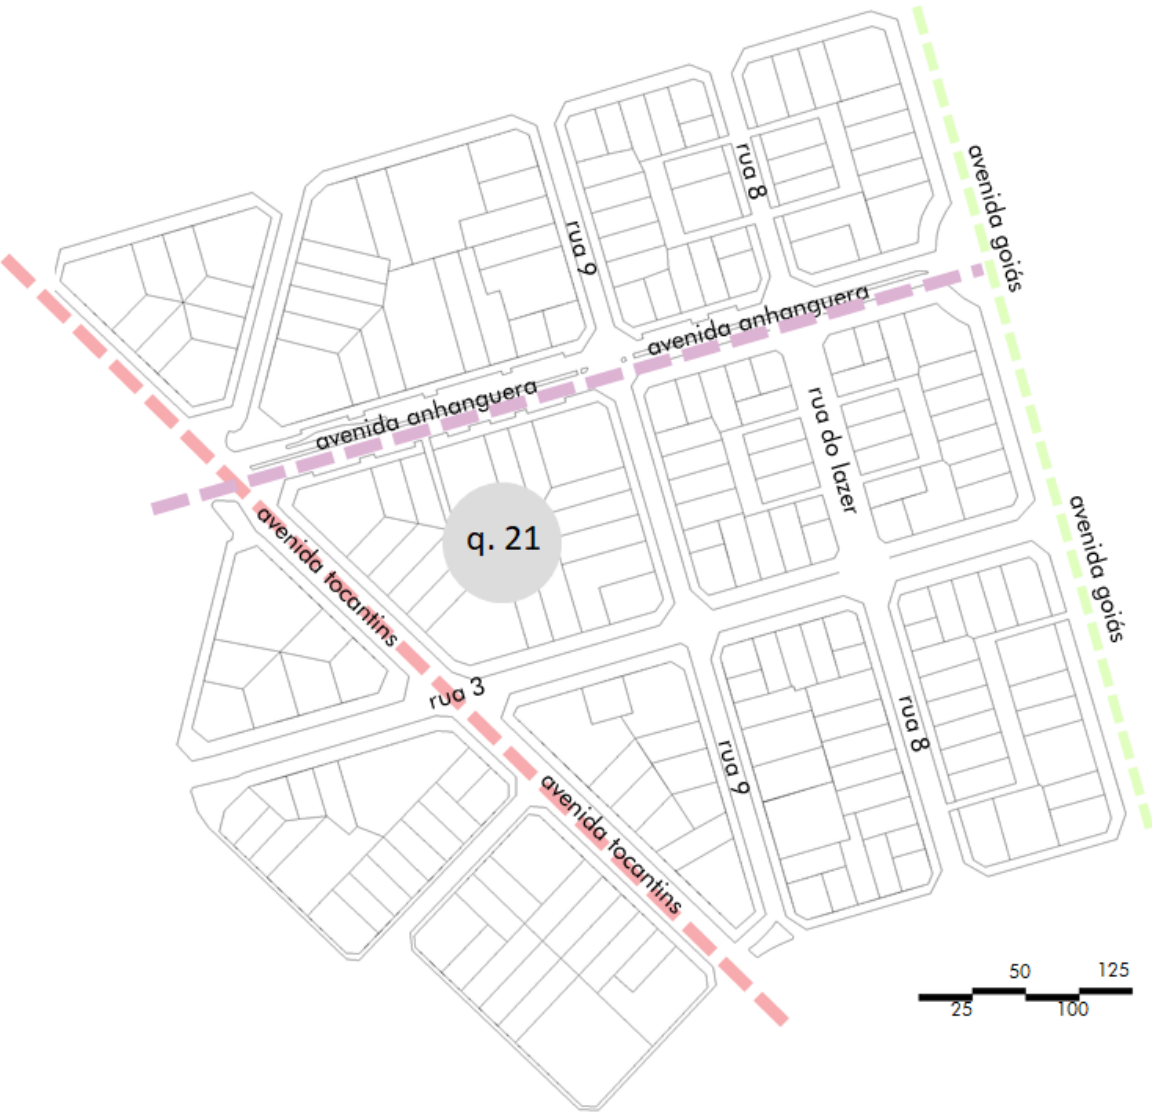 rua 8
avenida goiás
rua 9
avenida anhanguera
avenida anhanguera
rua do lazer
q. 21
avenida tocantins
avenida goiás
rua 3
rua 8
rua 9
avenida tocantins
50 125
25 100